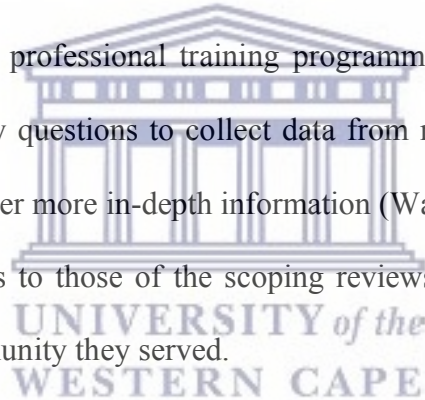 professional training programm
y questions to collect data from r
er more in-depth information (Wa
s to those of the scoping reviews
UNIVERSITY of the
unity they served.
WESTERN CAPE